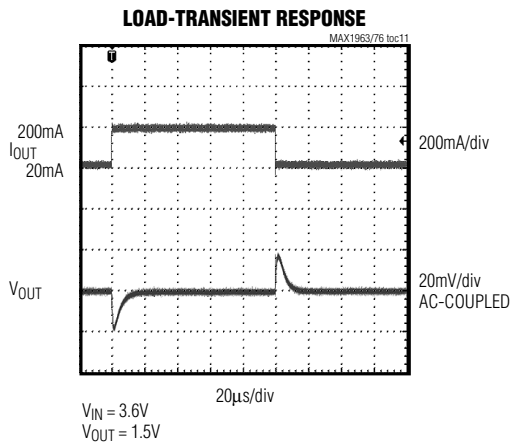 LOAD-TRANSIENT RESPONSE
MAX1963/76 toc11
T
200mA
IOUT
20mA
200mA/div
VOUT
20mV/div
AC-COUPLED
20μs/div
VIN = 3.6V
VOUT = 1.5V